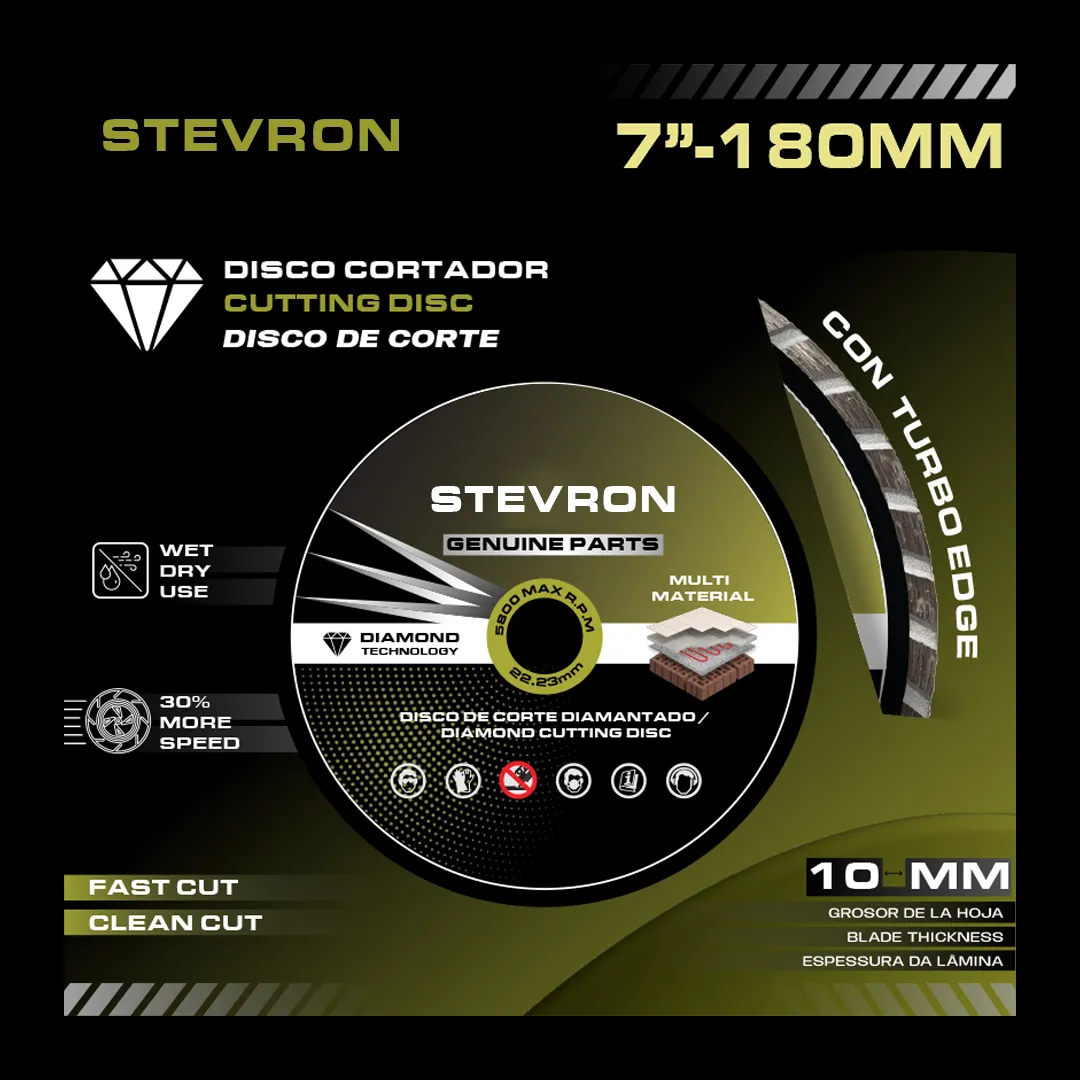 STEVRON
7”-180MM
DISCO CORTADOR
CUTTING DISC
DISCO DE CORTE
CON TURBO EDGE
STEVRON
GENUINE PARTS
WET
DRY
USE
MULTI
MATERIAL
5800 MAX R.P.M
22.23mm
DIAMOND
TECHNOLOGY
30%
MORE
SPEED
DISCO DE CORTE DIAMANTADO /
DIAMOND CUTTING DISC
FAST CUT
CLEAN CUT
10 ↔ MM
GROSOR DE LA HOJA
BLADE THICKNESS
ESPESSURA DA LÂMINA